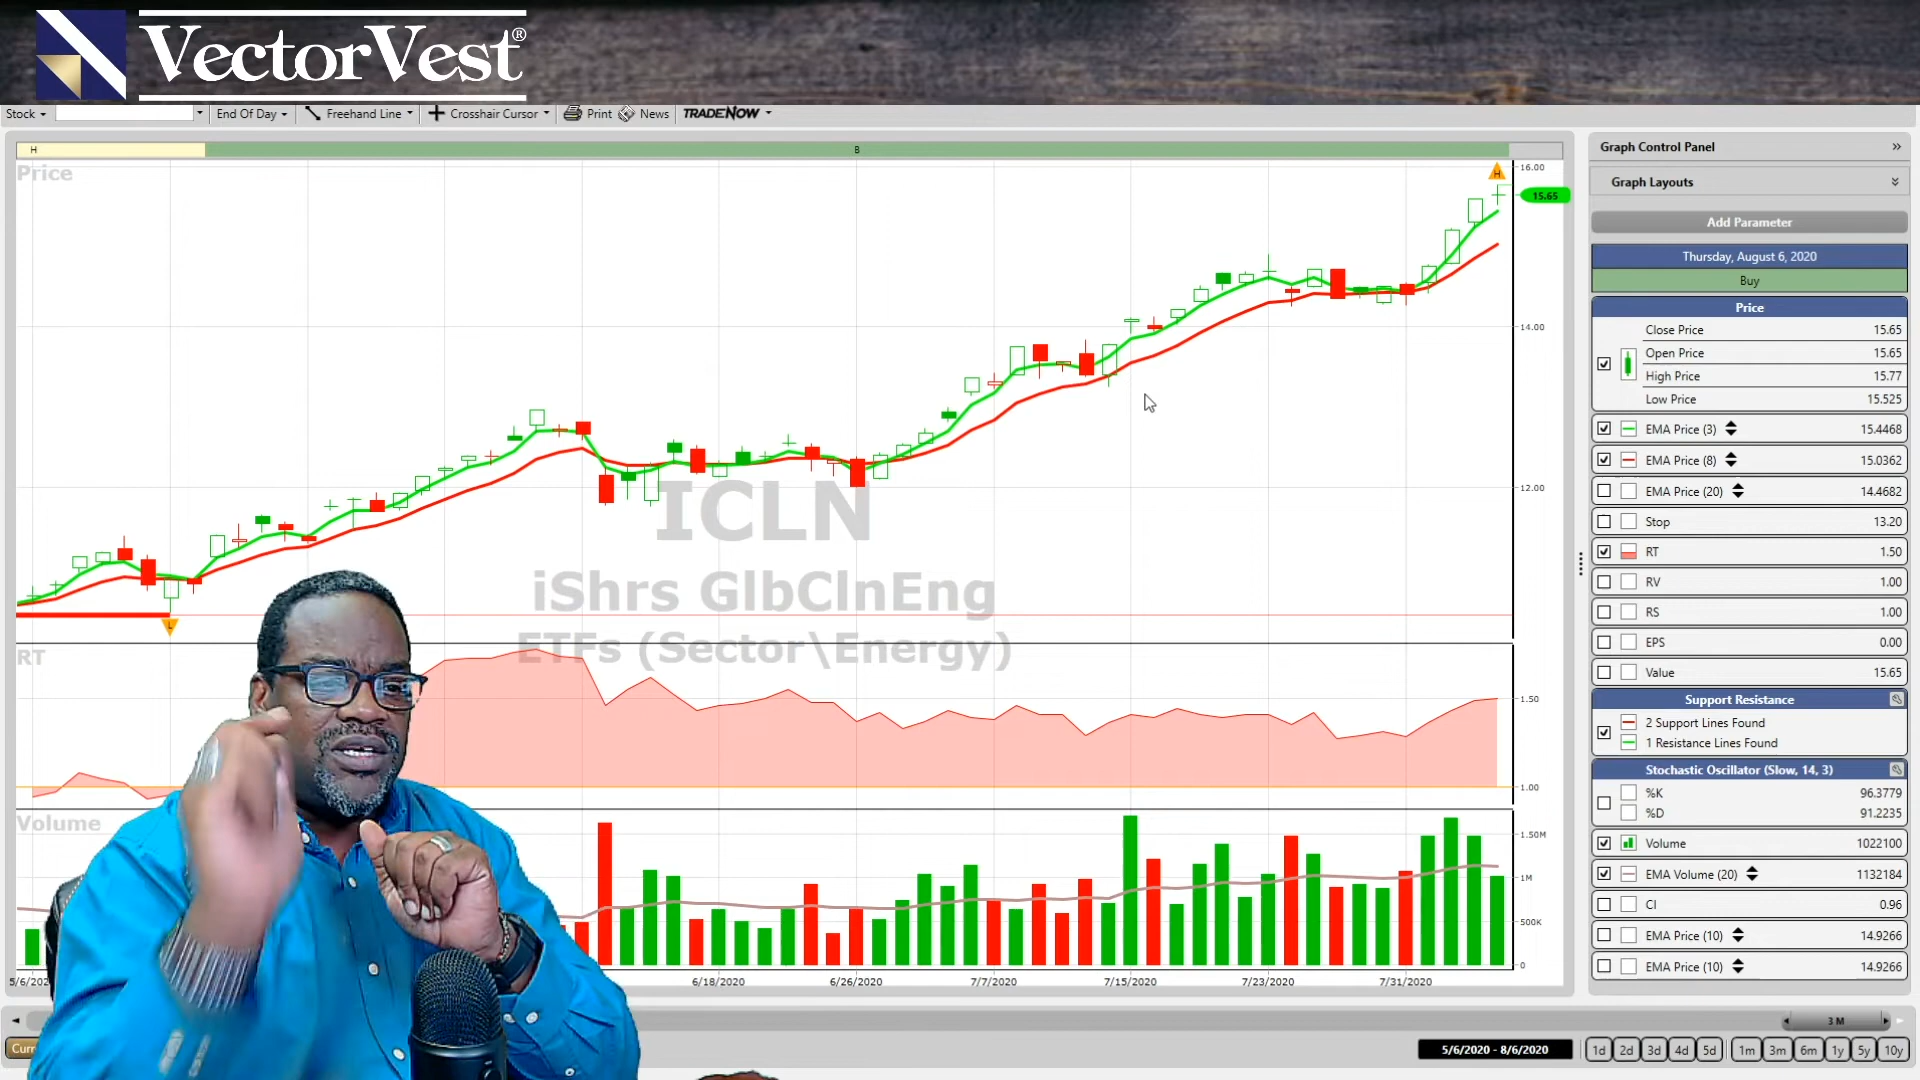 VectorVest®
Stock
End Of Day
Freehand Line
Crosshair Cursor
Print
News
TRADENOW
H
B
Price
H
16.00
15.65
14.00
12.00
ICLN
iShrs GlbClnEng
ETFs (Sector\Energy)
L
RT
1.50
1.00
Volume
1.50M
1M
500K
0
5/6/202
6/18/2020
6/26/2020
7/7/2020
7/15/2020
7/23/2020
7/31/2020
Graph Control Panel
Graph Layouts
Add Parameter
Thursday, August 6, 2020
Buy
Price
Close Price 15.65
Open Price 15.65
High Price 15.77
Low Price 15.525
EMA Price (3) 15.4468
EMA Price (8) 15.0362
EMA Price (20) 14.4682
Stop 13.20
RT 1.50
RV 1.00
RS 1.00
EPS 0.00
Value 15.65
Support Resistance
2 Support Lines Found
1 Resistance Lines Found
Stochastic Oscillator (Slow, 14, 3)
%K 96.3779
%D 91.2235
Volume 1022100
EMA Volume (20) 1132184
CI 0.96
EMA Price (10) 14.9266
EMA Price (10) 14.9266
3 M
Curr
5/6/2020 - 8/6/2020
1d 2d 3d 4d 5d 1m 3m 6m 1y 5y 10y